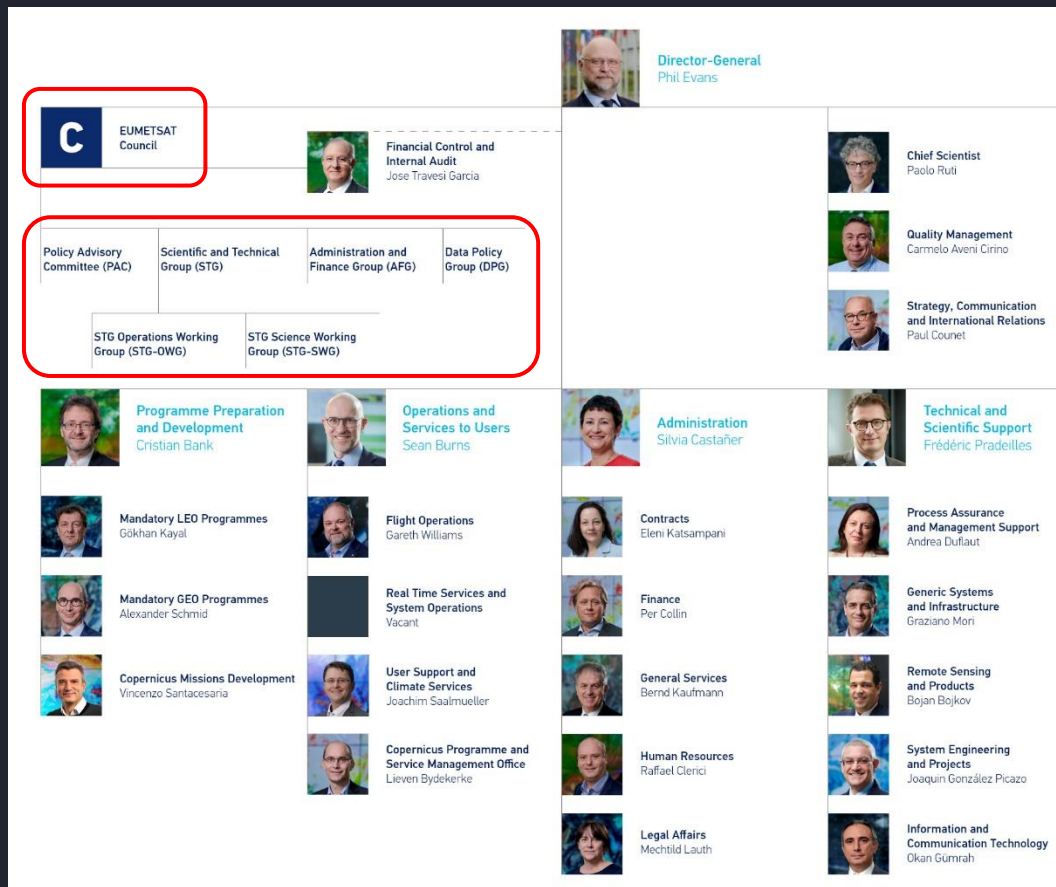 Director-General
Phil Evans
C
EUMETSAT
Council
Financial Control and
Internal Audit
Jose Travesi Garcia
Chief Scientist
Paolo Ruti
Quality Management
Carmelo Aveni Cirino
Strategy, Communication
and International Relations
Paul Counet
Policy Advisory
Committee (PAC)
Scientific and Technical
Group (STG)
Administration and
Finance Group (AFG)
Data Policy
Group (DPG)
STG Operations Working
Group (STG-OWG)
STG Science Working
Group (STG-SWG)
Programme Preparation
and Development
Cristian Bank
Mandatory LEO Programmes
Gökhan Kayal
Mandatory GEO Programmes
Alexander Schmid
Copernicus Missions Development
Vincenzo Santacesaria
Operations and
Services to Users
Sean Burns
Flight Operations
Gareth Williams
Real Time Services and
System Operations
Vacant
User Support and
Climate Services
Joachim Saalmueller
Copernicus Programme and
Service Management Office
Lieven Bydekerke
Administration
Silvia Castañer
Contracts
Eleni Katsampani
Finance
Per Collin
General Services
Bernd Kaufmann
Human Resources
Raffael Clerici
Legal Affairs
Mechtild Lauth
Technical and
Scientific Support
Frédéric Pradeilles
Process Assurance
and Management Support
Andrea Duflaut
Generic Systems
and Infrastructure
Graziano Mori
Remote Sensing
and Products
Bojan Bojkov
System Engineering
and Projects
Joaquin González Picazo
Information and
Communication Technology
Okan Gümrah